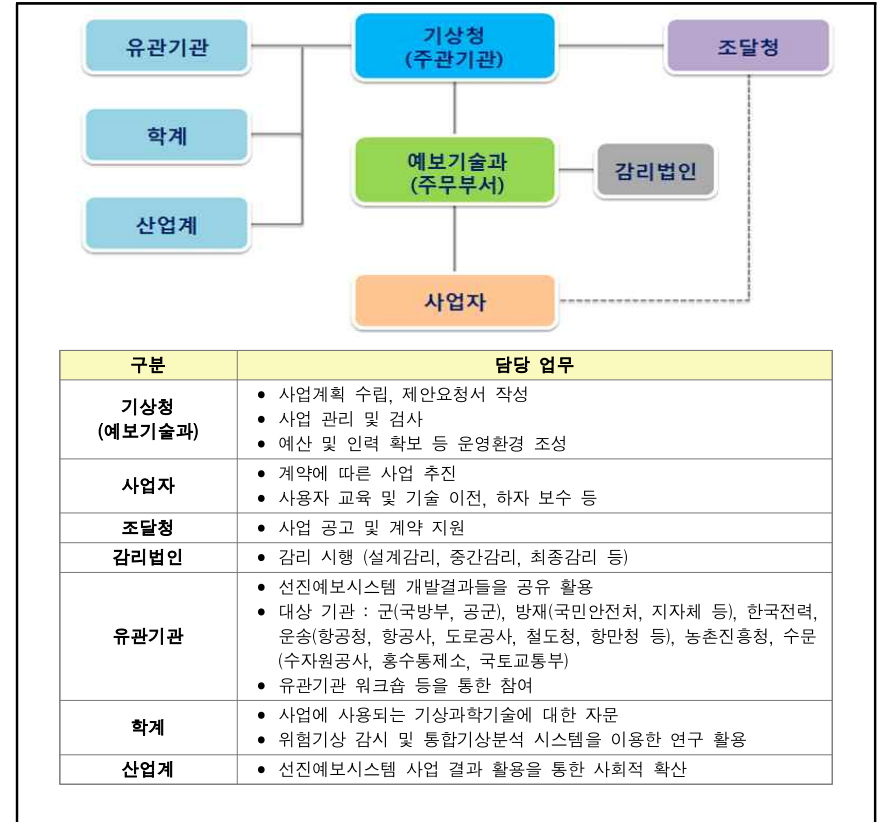 유관기관
기상청
(주관기관)
조달청
학계
예보기술과
(주무부서)
감리법인
산업계
사업자
구분 담당 업무
기상청
(예보기술과)
• 사업계획 수립, 제안요청서 작성
• 사업 관리 및 검사
• 예산 및 인력 확보 등 운영환경 조성
사업자
• 계약에 따른 사업 추진
• 사용자 교육 및 기술 이전, 하자 보수 등
조달청
• 사업 공고 및 계약 지원
감리법인
• 감리 시행 (설계감리, 중간감리, 최종감리 등)
유관기관
• 선진예보시스템 개발결과들을 공유 활용
• 대상 기관 : 군(국방부, 공군), 방재(국민안전처, 지자체 등), 한국전력,
운송(항공청, 항공사, 도로공사, 철도청, 항만청 등), 농촌진흥청, 수문
(수자원공사, 홍수통제소, 국토교통부)
• 유관기관 워크숍 등을 통한 참여
학계
• 사업에 사용되는 기상과학기술에 대한 자문
• 위험기상 감시 및 통합기상분석 시스템을 이용한 연구 활용
산업계
• 선진예보시스템 사업 결과 활용을 통한 사회적 확산